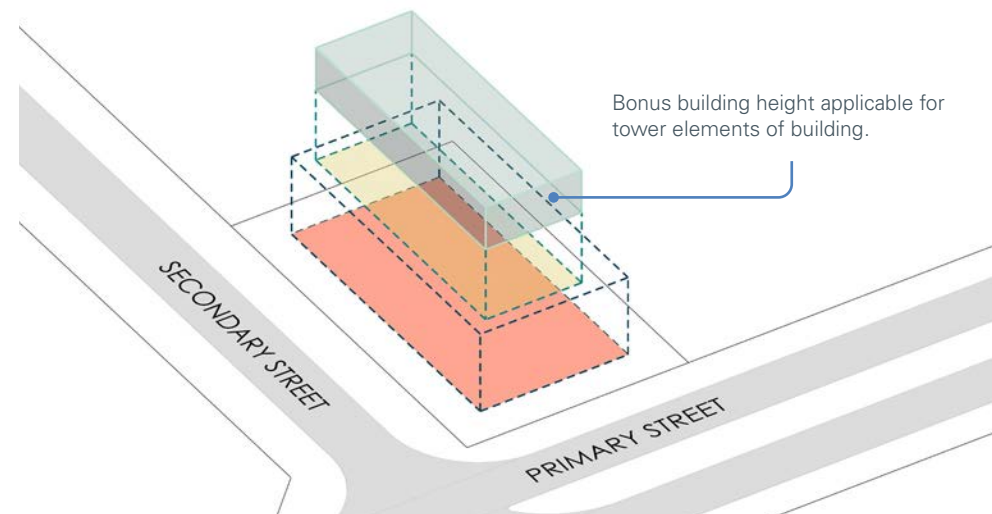 Bonus building height applicable for
tower elements of building.
SECONDARY STREET
PRIMARY STREET